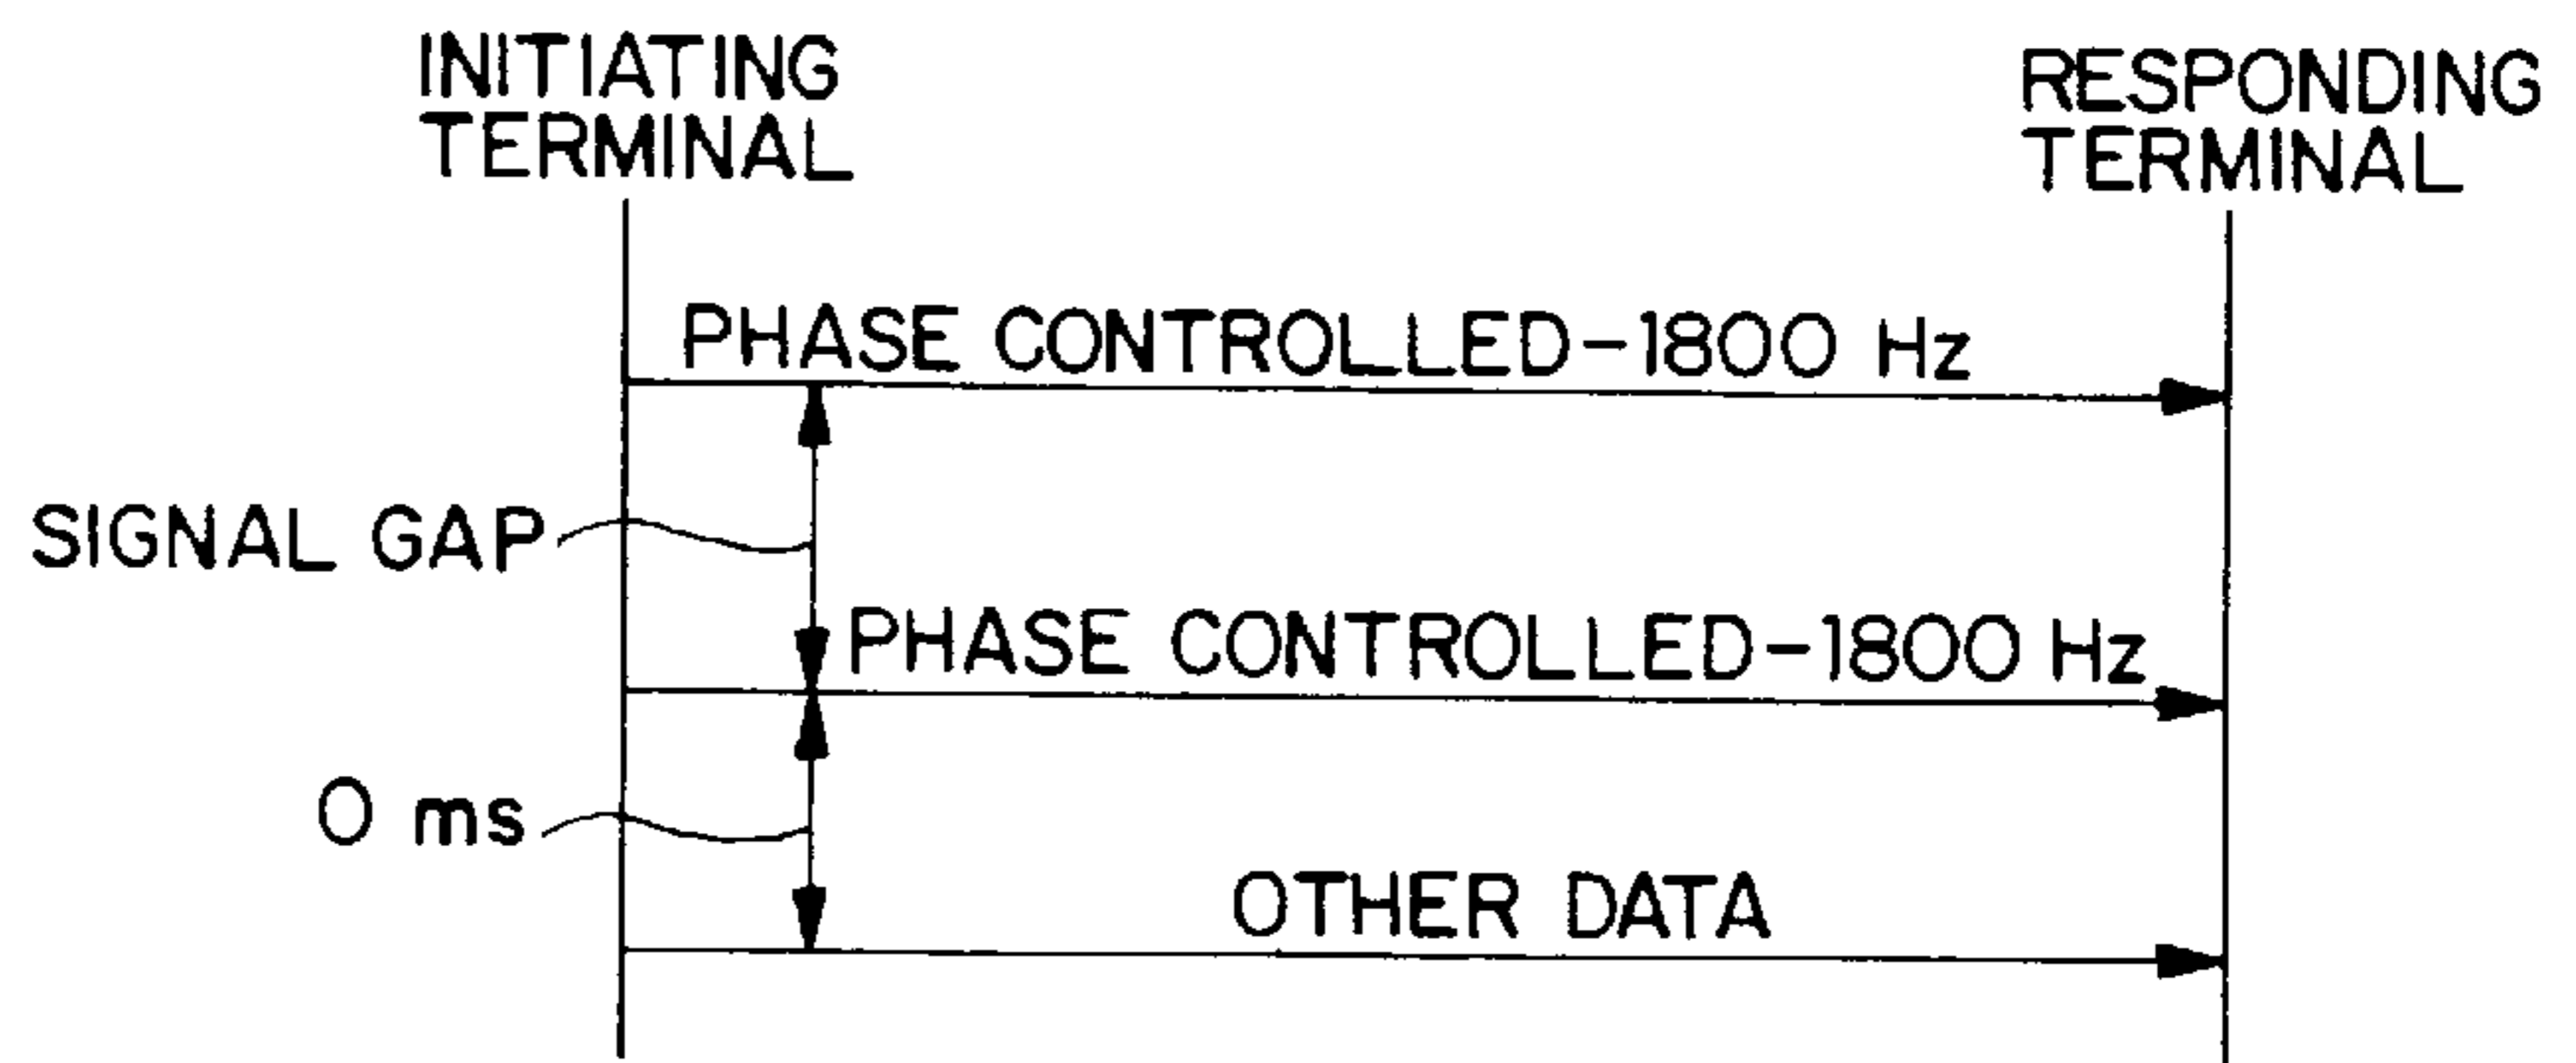 INITIATING
TERMINAL
RESPONDING
TERMINAL
PHASE CONTROLLED-1800 Hz
SIGNAL GAP
PHASE CONTROLLED-1800 Hz
0 ms
OTHER DATA